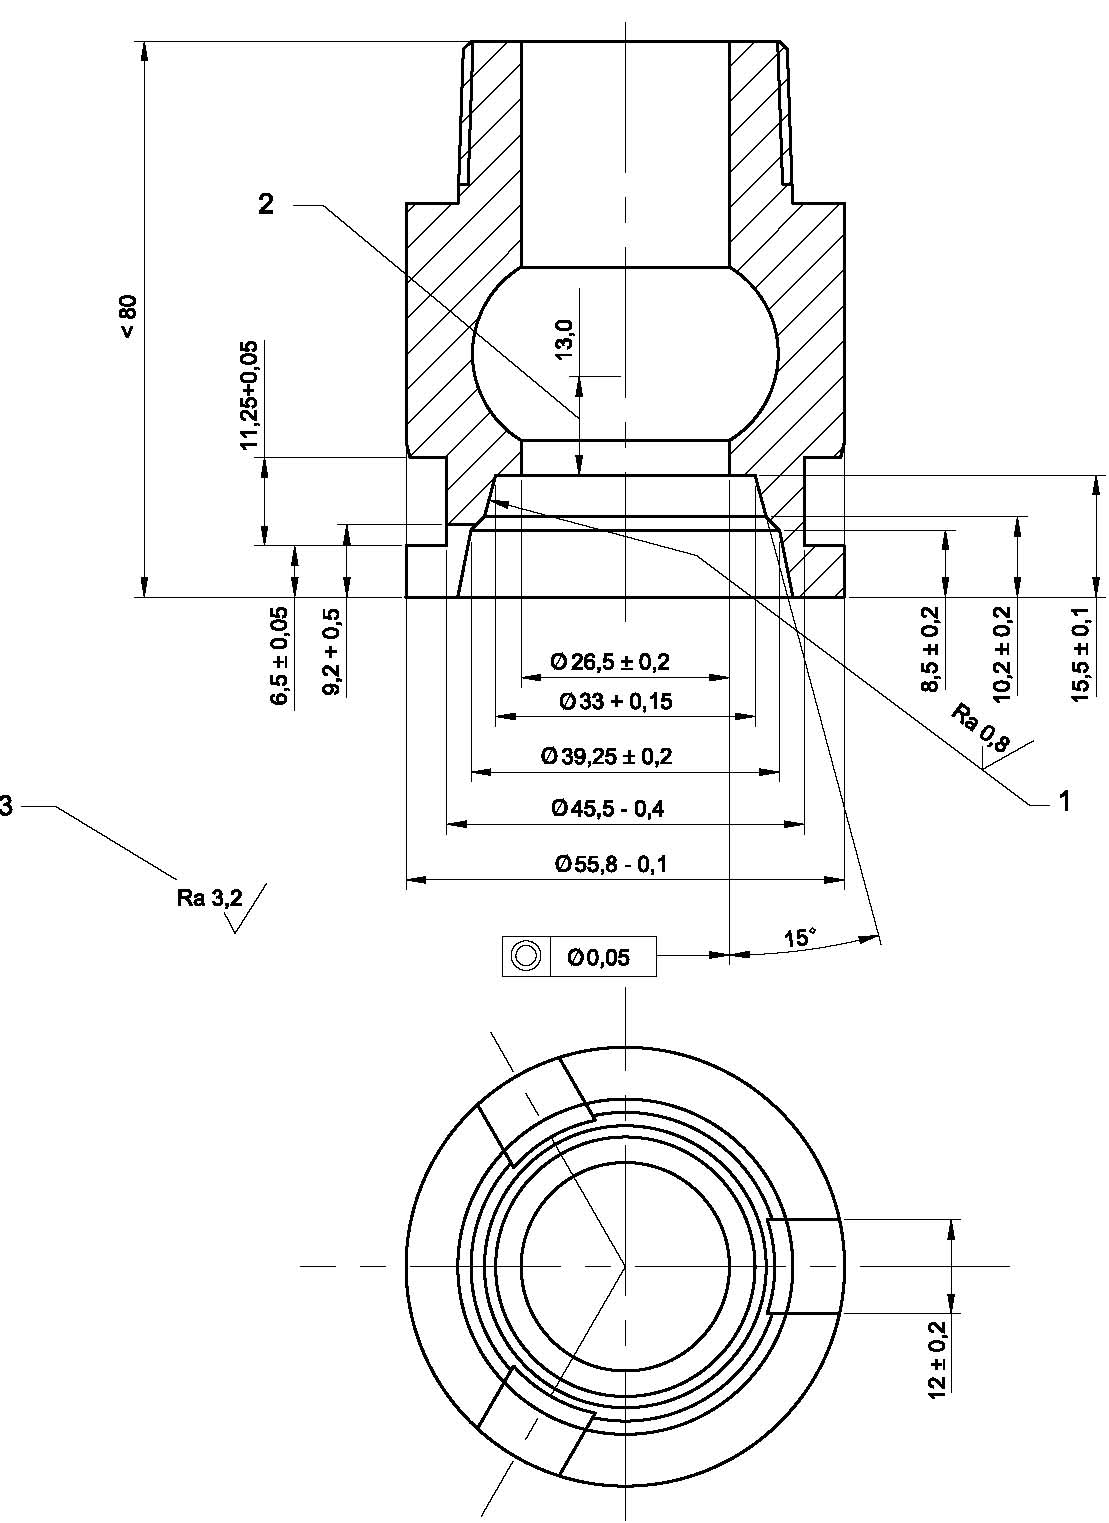 2
< 80
13,0
11,25+0,05
6,5 ± 0,05
9,2 + 0,5
8,5 ± 0,2
10,2 ± 0,2
15,5 ± 0,1
Ø 26,5 ± 0,2
Ø 33 + 0,15
Ø 39,25 ± 0,2
Ø 45,5 - 0,4
Ø 55,8 - 0,1
Ra 0,8
1
3
Ra 3,2
15°
Ø 0,05
12 ± 0,2